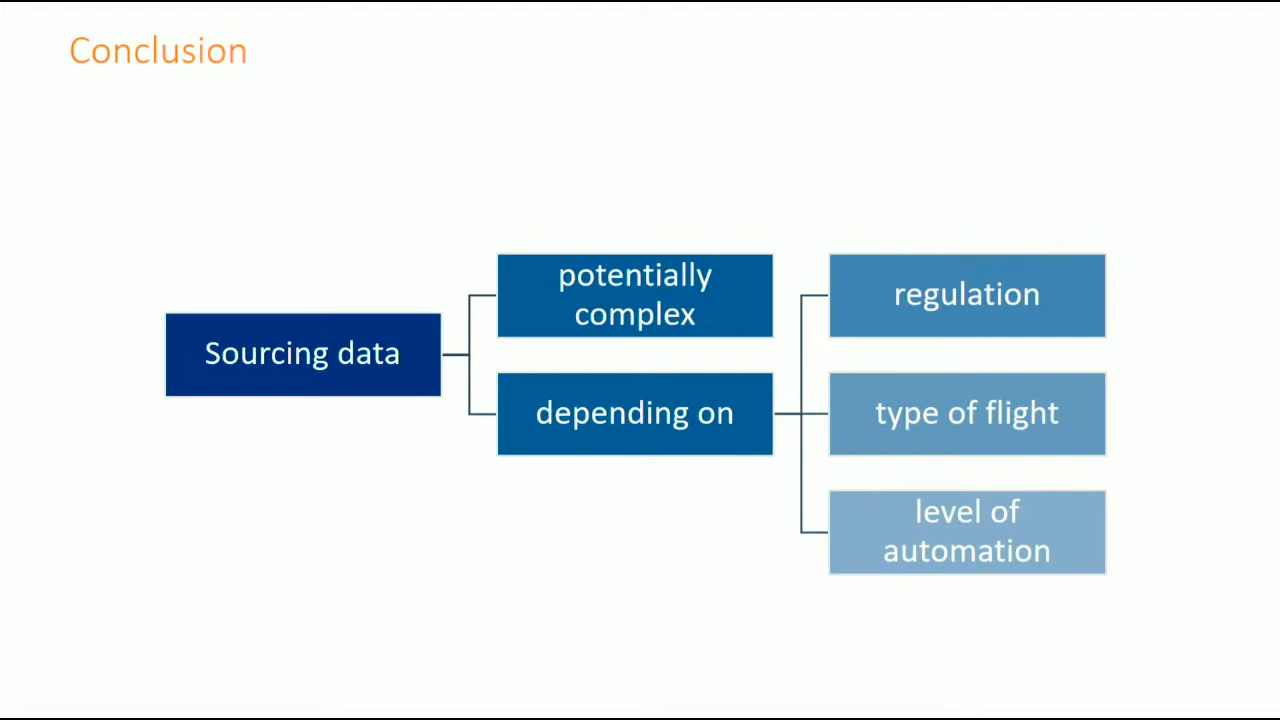 Conclusion
Sourcing data
potentially
complex
depending on
regulation
type of flight
level of
automation